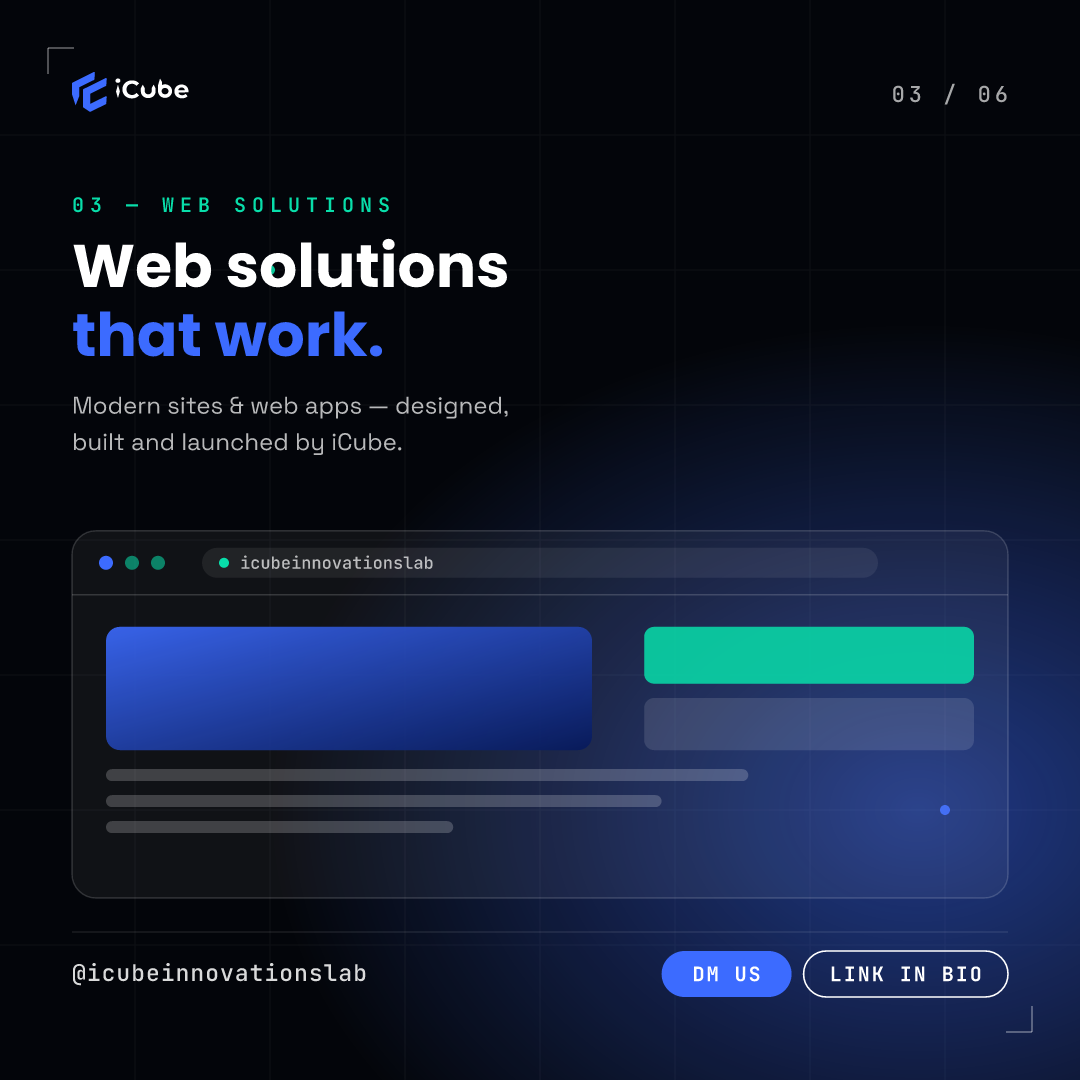 iCube
03 / 06
03 — WEB SOLUTIONS
Web solutions
that work.
Modern sites & web apps — designed,
built and launched by iCube.
icubeinnovationslab
@icubeinnovationslab
DM US
LINK IN BIO